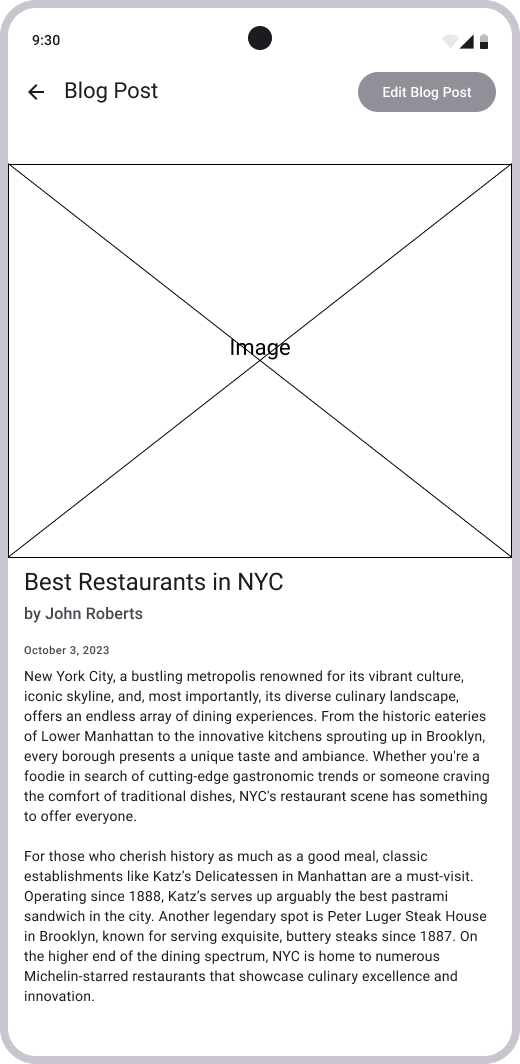 9:30
Blog Post
Edit Blog Post
Image
Best Restaurants in NYC
by John Roberts
October 3, 2023
New York City, a bustling metropolis renowned for its vibrant culture,
iconic skyline, and, most importantly, its diverse culinary landscape,
offers an endless array of dining experiences. From the historic eateries
of Lower Manhattan to the innovative kitchens sprouting up in Brooklyn,
every borough presents a unique taste and ambiance. Whether you're a
foodie in search of cutting-edge gastronomic trends or someone craving
the comfort of traditional dishes, NYC's restaurant scene has something
to offer everyone.
For those who cherish history as much as a good meal, classic
establishments like Katz’s Delicatessen in Manhattan are a must-visit.
Operating since 1888, Katz’s serves up arguably the best pastrami
sandwich in the city. Another legendary spot is Peter Luger Steak House
in Brooklyn, known for serving exquisite, buttery steaks since 1887. On
the higher end of the dining spectrum, NYC is home to numerous
Michelin-starred restaurants that showcase culinary excellence and
innovation.